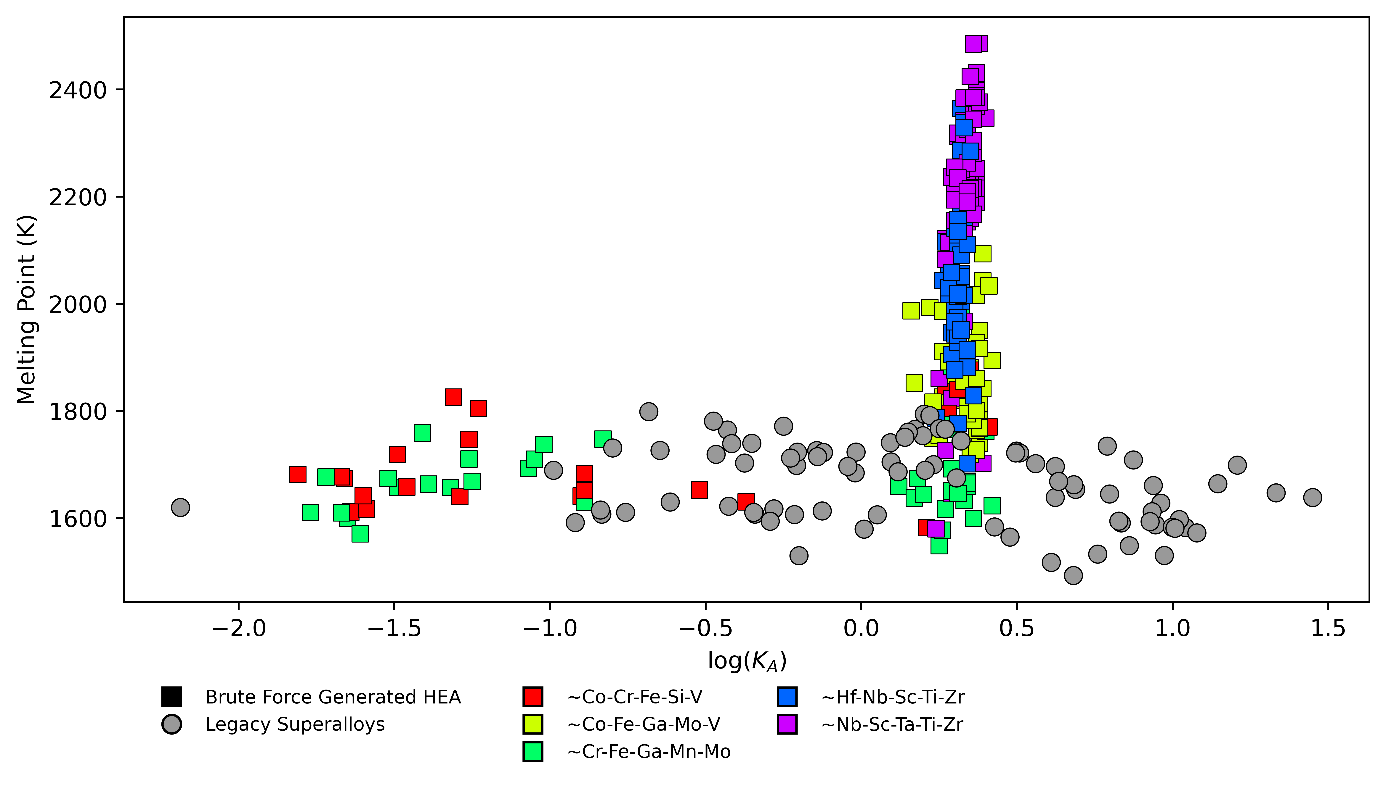 2400
2200
2000
1800
1600
Melting Point (K)
−2.0 −1.5 −1.0 −0.5 0.0 0.5 1.0 1.5
log(K_A)
Brute Force Generated HEA
Legacy Superalloys
~Co-Cr-Fe-Si-V
~Co-Fe-Ga-Mo-V
~Cr-Fe-Ga-Mn-Mo
~Hf-Nb-Sc-Ti-Zr
~Nb-Sc-Ta-Ti-Zr